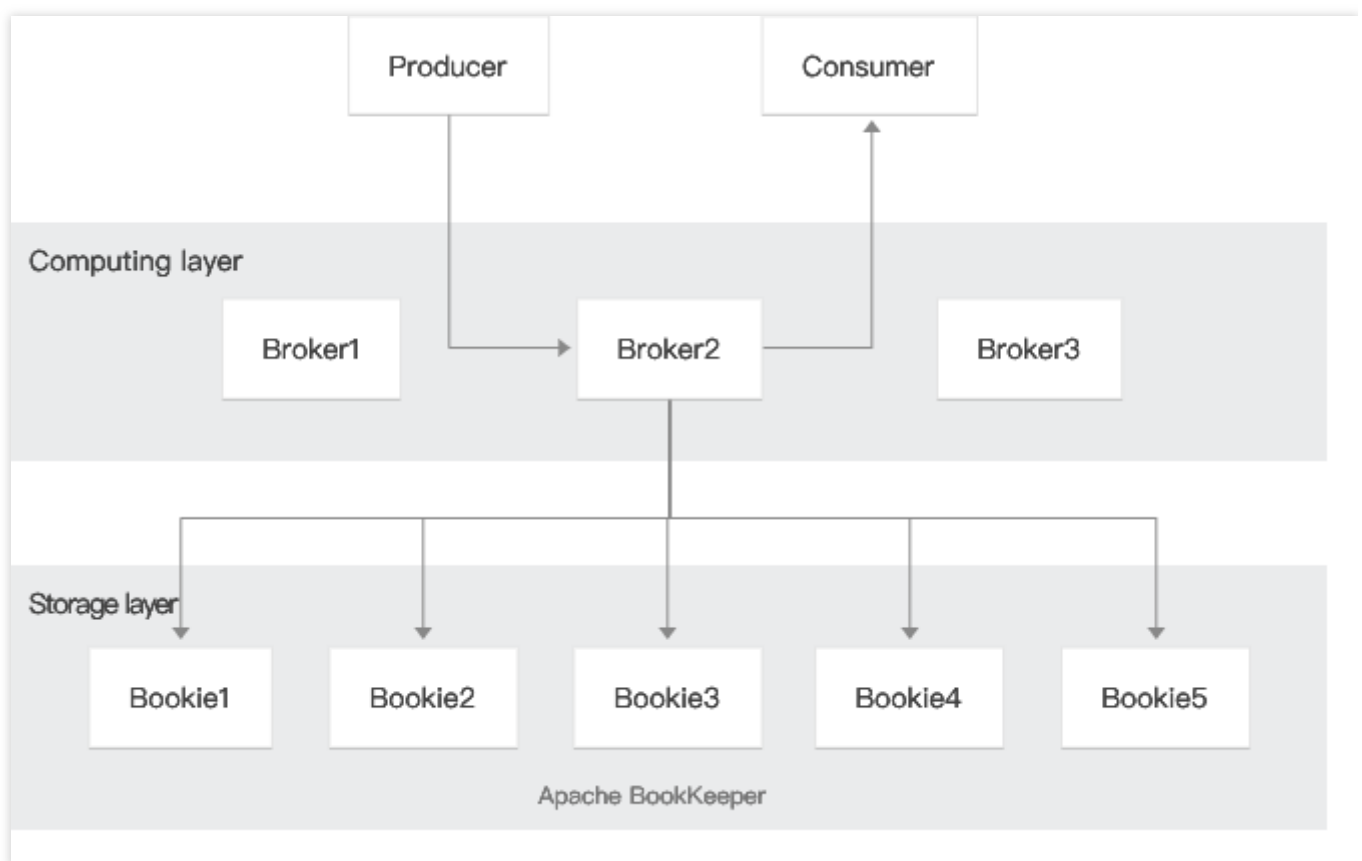 Producer
Consumer
Computing layer
Broker1
Broker2
Broker3
Storage layer
Bookie1
Bookie2
Bookie3
Bookie4
Bookie5
Apache BookKeeper